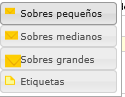 Sobres pequeños
Sobres medianos
Sobres grandes
Etiquetas